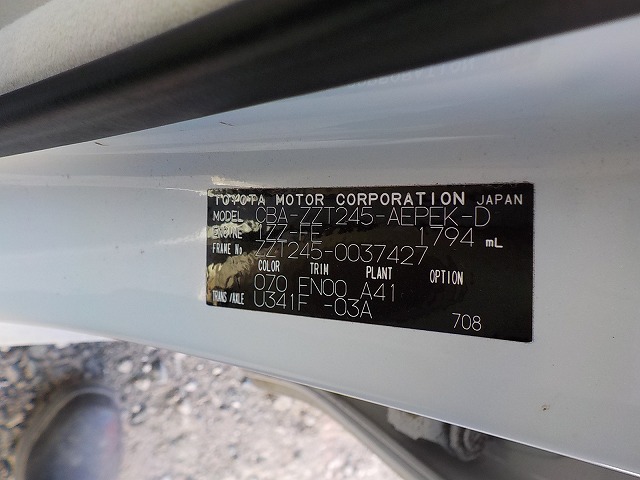 TOYOTA MOTOR CORPORATION JAPAN
MODEL CBA-ZZT245-AEPEK-D
ENGINE 1ZZ-FE 1794 mL
FRAME No ZZT245-0037427
COLOR TRIM PLANT OPTION
070 FN00 A41
TRANS/AXLE U341F -03A
708